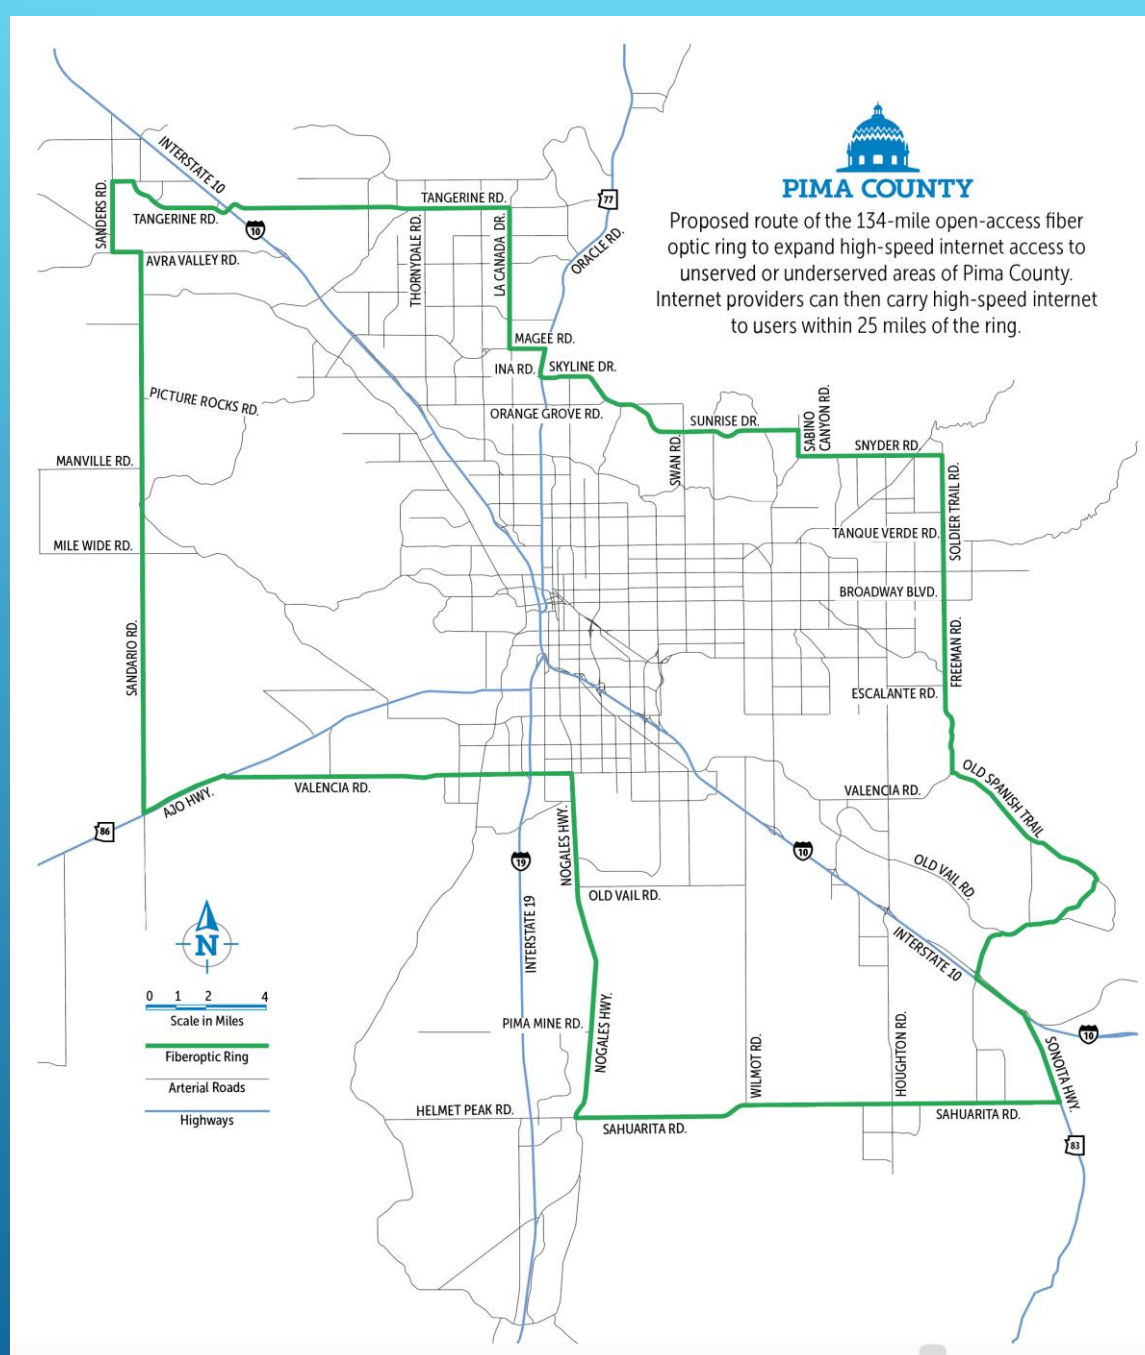 PIMA COUNTY
Proposed route of the 134-mile open-access fiber
optic ring to expand high-speed internet access to
unserved or underserved areas of Pima County.
Internet providers can then carry high-speed internet
to users within 25 miles of the ring.
INTERSTATE 10
SANDERS RD.
TANGERINE RD.
10
TANGERINE RD.
77
ORACLE RD.
THORNYDALE RD.
LA CANADA DR.
AVRA VALLEY RD.
MAGEE RD.
INA RD.
SKYLINE DR.
PICTURE ROCKS RD.
ORANGE GROVE RD.
SUNRISE DR.
SABINO
CANYON RD.
SWAN RD.
SNYDER RD.
MANVILLE RD.
SOLDIER TRAIL RD.
TANQUE VERDE RD.
MILE WIDE RD.
BROADWAY BLVD.
SANDARIO RD.
FREEMAN RD.
ESCALANTE RD.
OLD SPANISH TRAIL
VALENCIA RD.
VALENCIA RD.
AJO HWY.
86
NOGALES HWY.
19
10
OLD VAIL RD.
OLD VAIL RD.
INTERSTATE 19
INTERSTATE 10
N
0 1 2 4
Scale in Miles
Fiberoptic Ring
Arterial Roads
Highways
PIMA MINE RD.
NOGALES HWY.
WILMOT RD.
HOUGHTON RD.
10
SONOITA HWY.
HELMET PEAK RD.
SAHUARITA RD.
SAHUARITA RD.
83